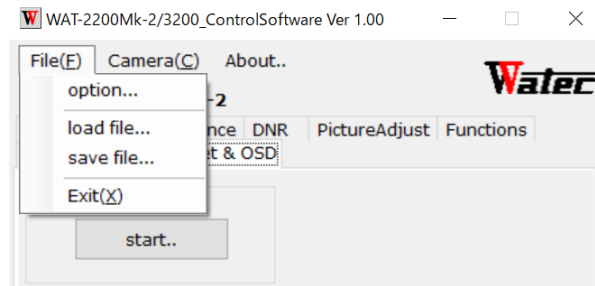 WAT-2200Mk-2/3200_ControlSoftware Ver 1.00
File(F) Camera(C) About..
Watec
option...
-2
load file...
nce DNR PictureAdjust Functions
save file...
et & OSD
Exit(X)
start..